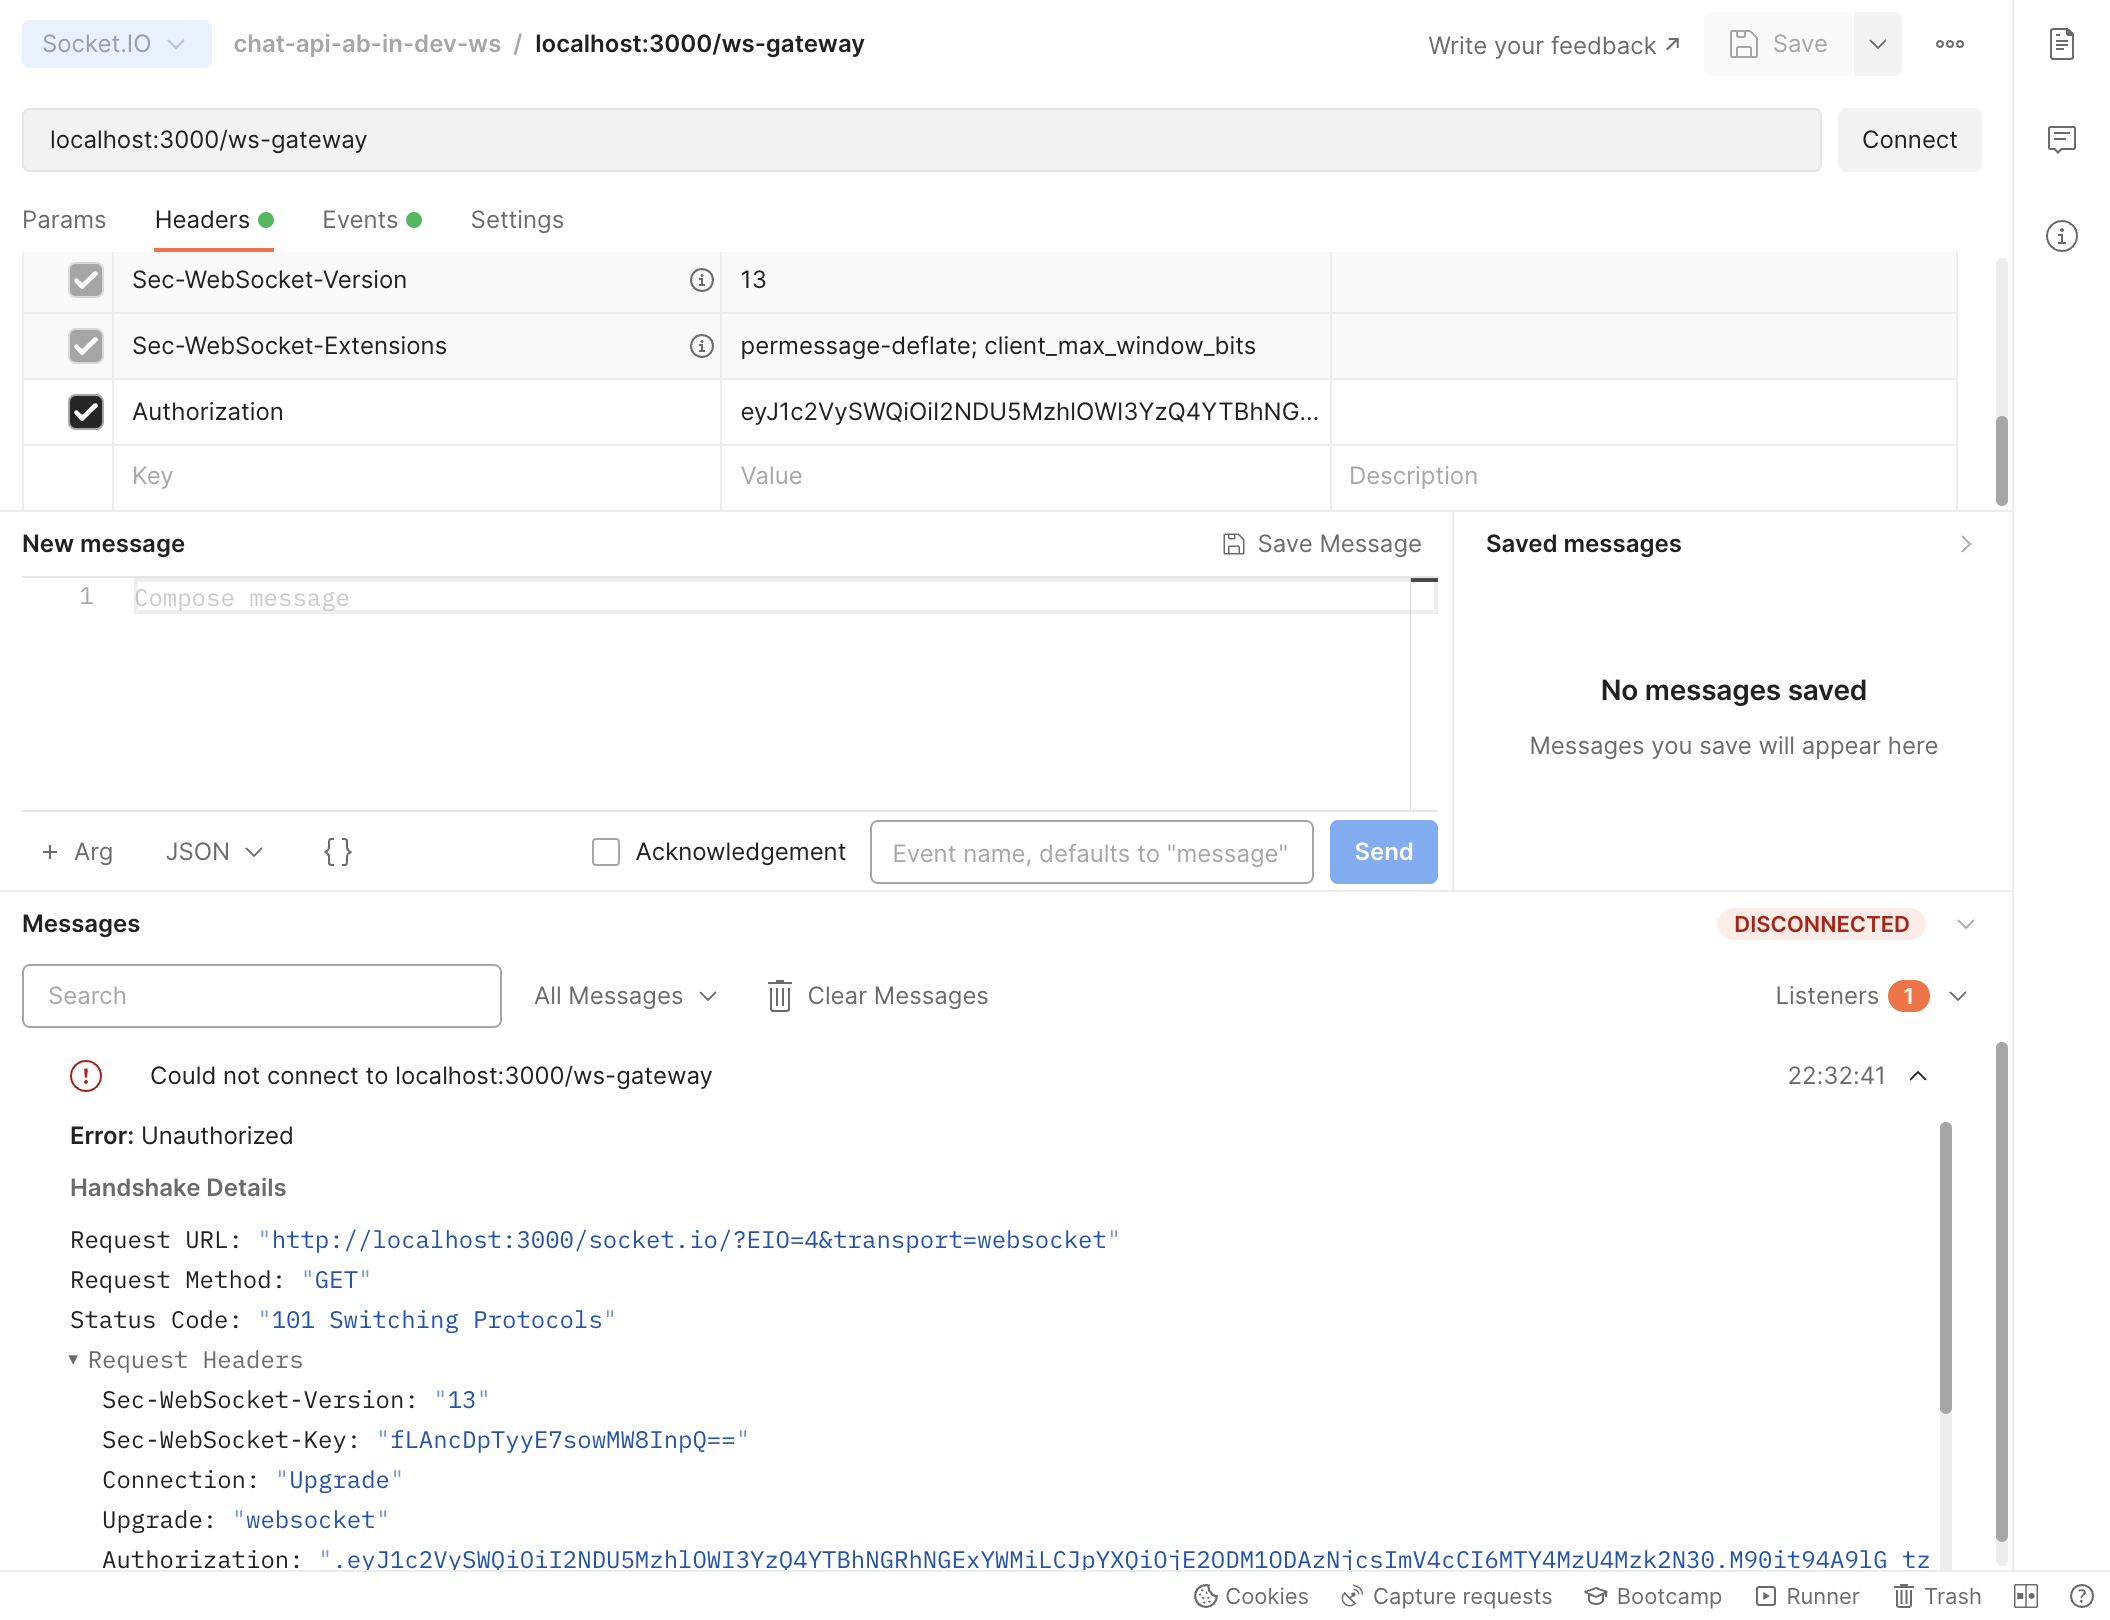 Socket.IO chat-api-ab-in-dev-ws / localhost:3000/ws-gateway Write your feedback ↗ Save
localhost:3000/ws-gateway Connect
Params Headers Events Settings
Sec-WebSocket-Version 13
Sec-WebSocket-Extensions permessage-deflate; client_max_window_bits
Authorization eyJ1c2VySWQiOiI2NDU5MzhlOWI3YzQ4YTBhNG...
Key Value Description
New message Save Message Saved messages
1 Compose message
No messages saved
Messages you save will appear here
+ Arg JSON {} Acknowledgement Event name, defaults to "message" Send
Messages DISCONNECTED
Search All Messages Clear Messages Listeners 1
Could not connect to localhost:3000/ws-gateway 22:32:41
Error: Unauthorized
Handshake Details
Request URL: "http://localhost:3000/socket.io/?EIO=4&transport=websocket"
Request Method: "GET"
Status Code: "101 Switching Protocols"
Request Headers
Sec-WebSocket-Version: "13"
Sec-WebSocket-Key: "fLAncDpTyyE7sowMW8InpQ=="
Connection: "Upgrade"
Upgrade: "websocket"
Authorization: ".eyJ1c2VySWQiOiI2NDU5MzhlOWI3YzQ4YTBhNGRhNGExYWMiLCJpYXQiOjE2ODM1ODAzNjcsImV4cCI6MTY4MzU4Mzk2N30.M90it94A9lG_tz
Cookies Capture requests Bootcamp Runner Trash